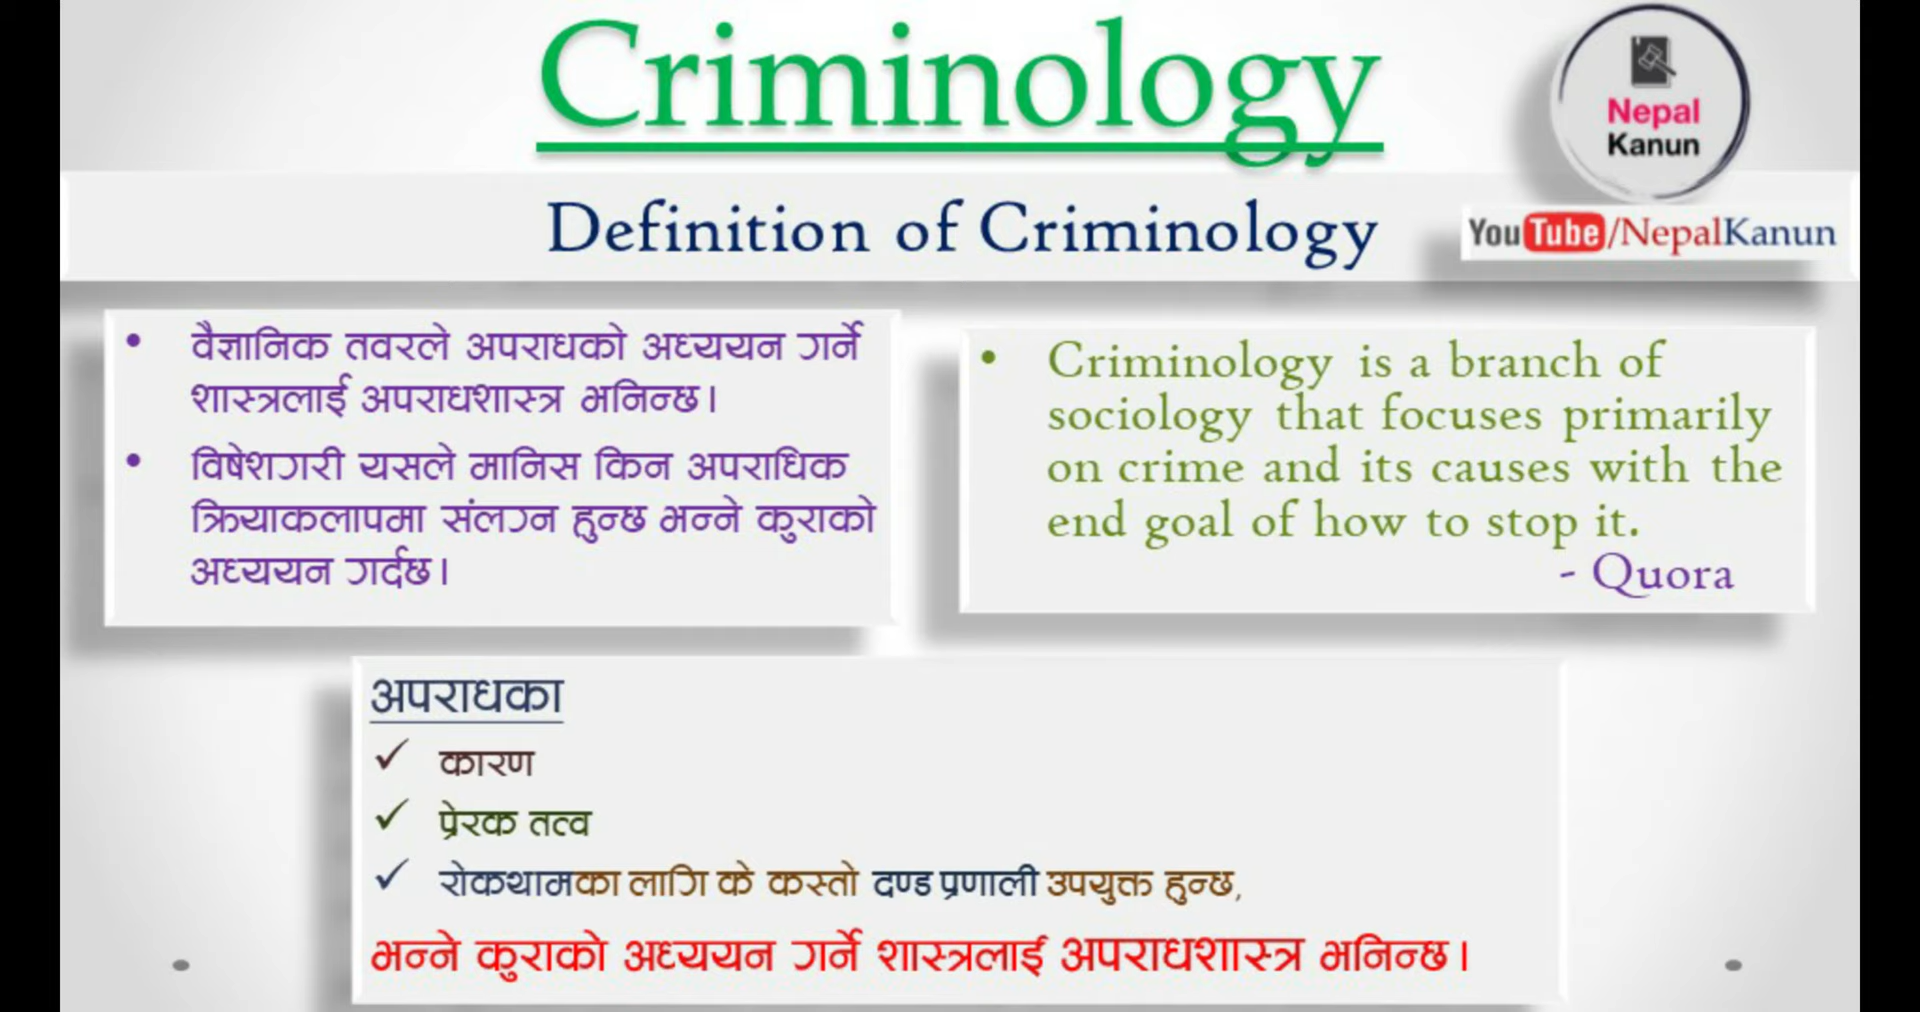 Criminology
Nepal
Kanun
Definition of Criminology
YouTube/NepalKanun
• वैज्ञानिक तवरले अपराधको अध्ययन गर्ने
शास्त्रलाई अपराधशास्त्र भनिन्छ।
• विषेशगरी यसले मानिस किन अपराधिक
क्रियाकलापमा संलग्न हुन्छ भन्ने कुराको
अध्ययन गर्दछ।
• Criminology is a branch of
sociology that focuses primarily
on crime and its causes with the
end goal of how to stop it.
- Quora
अपराधका
✓ कारण
✓ प्रेरक तत्व
✓ रोकथामका लागि के कस्तो दण्ड प्रणाली उपयुक्त हुन्छ,
भन्ने कुराको अध्ययन गर्ने शास्त्रलाई अपराधशास्त्र भनिन्छ।